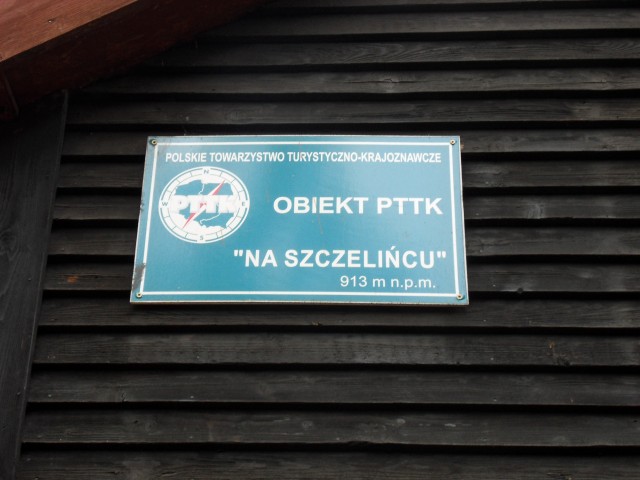 POLSKIE TOWARZYSTWO TURYSTYCZNO-KRAJOZNAWCZE
N
W PTTK E
S
OBIEKT PTTK
"NA SZCZELIŃCU"
913 m n.p.m.